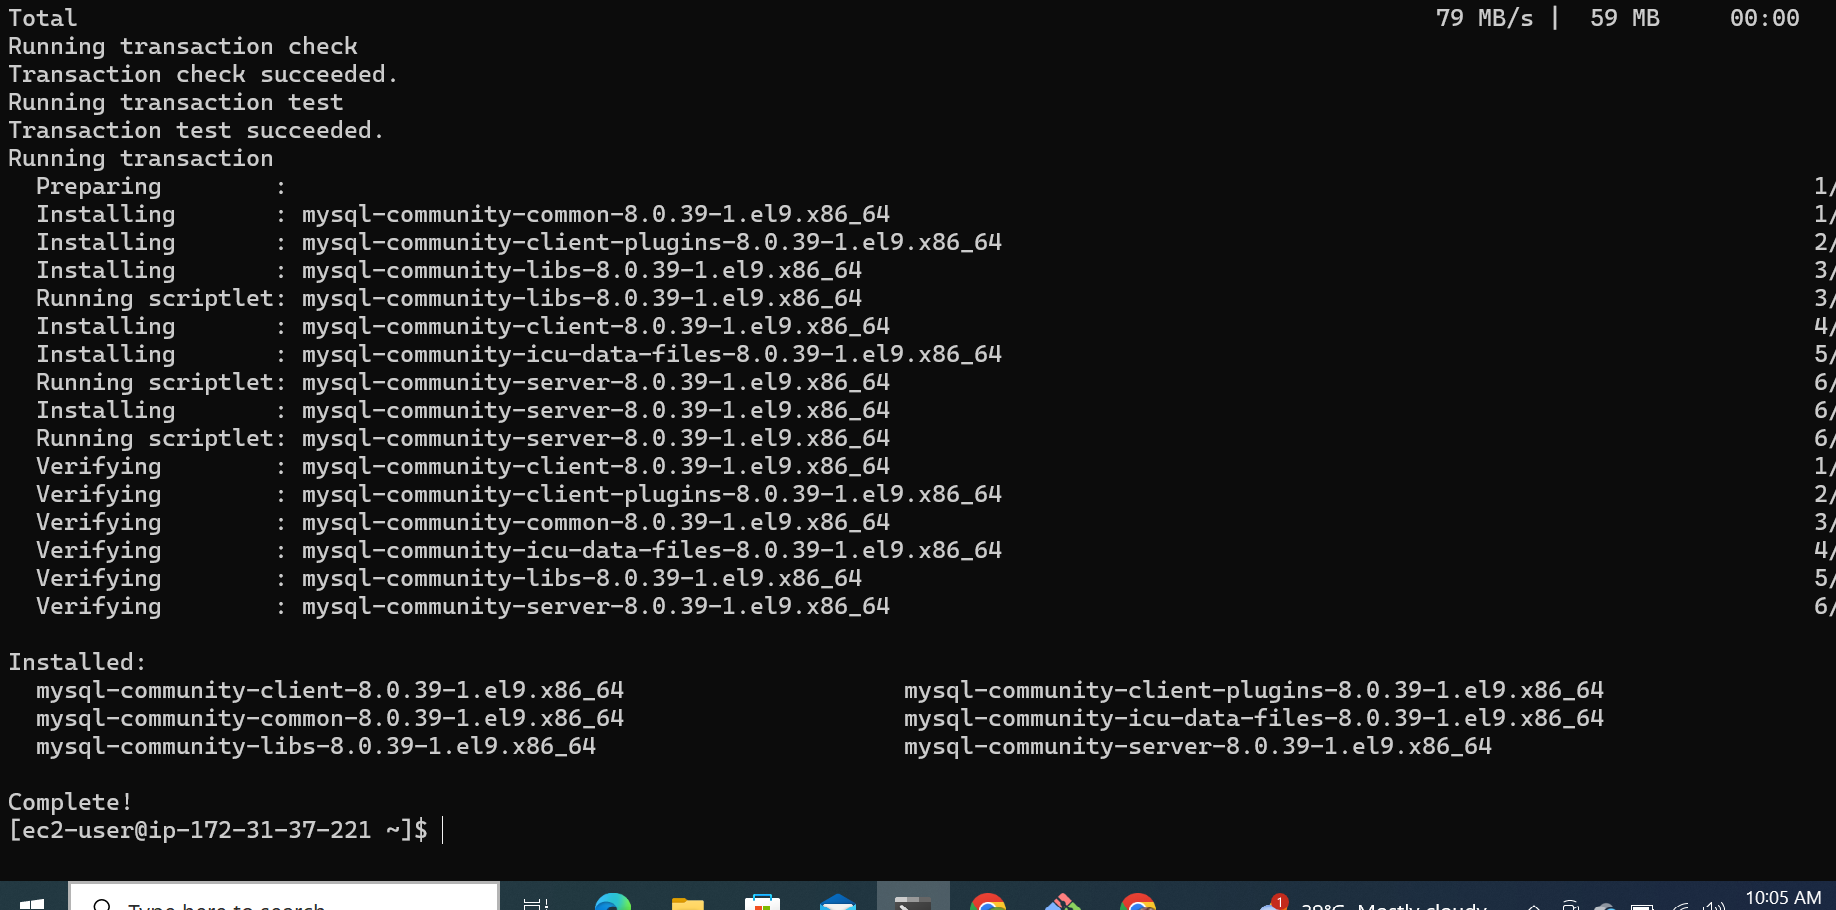 Total 79 MB/s | 59 MB 00:00
Running transaction check
Transaction check succeeded.
Running transaction test
Transaction test succeeded.
Running transaction
Preparing : 1/
Installing : mysql-community-common-8.0.39-1.el9.x86_64 1/
Installing : mysql-community-client-plugins-8.0.39-1.el9.x86_64 2/
Installing : mysql-community-libs-8.0.39-1.el9.x86_64 3/
Running scriptlet: mysql-community-libs-8.0.39-1.el9.x86_64 3/
Installing : mysql-community-client-8.0.39-1.el9.x86_64 4/
Installing : mysql-community-icu-data-files-8.0.39-1.el9.x86_64 5/
Running scriptlet: mysql-community-server-8.0.39-1.el9.x86_64 6/
Installing : mysql-community-server-8.0.39-1.el9.x86_64 6/
Running scriptlet: mysql-community-server-8.0.39-1.el9.x86_64 6/
Verifying : mysql-community-client-8.0.39-1.el9.x86_64 1/
Verifying : mysql-community-client-plugins-8.0.39-1.el9.x86_64 2/
Verifying : mysql-community-common-8.0.39-1.el9.x86_64 3/
Verifying : mysql-community-icu-data-files-8.0.39-1.el9.x86_64 4/
Verifying : mysql-community-libs-8.0.39-1.el9.x86_64 5/
Verifying : mysql-community-server-8.0.39-1.el9.x86_64 6/
Installed:
mysql-community-client-8.0.39-1.el9.x86_64 mysql-community-client-plugins-8.0.39-1.el9.x86_64
mysql-community-common-8.0.39-1.el9.x86_64 mysql-community-icu-data-files-8.0.39-1.el9.x86_64
mysql-community-libs-8.0.39-1.el9.x86_64 mysql-community-server-8.0.39-1.el9.x86_64
Complete!
[ec2-user@ip-172-31-37-221 ~]$
Type here to search 1 Mostly cloudy 10:05 AM